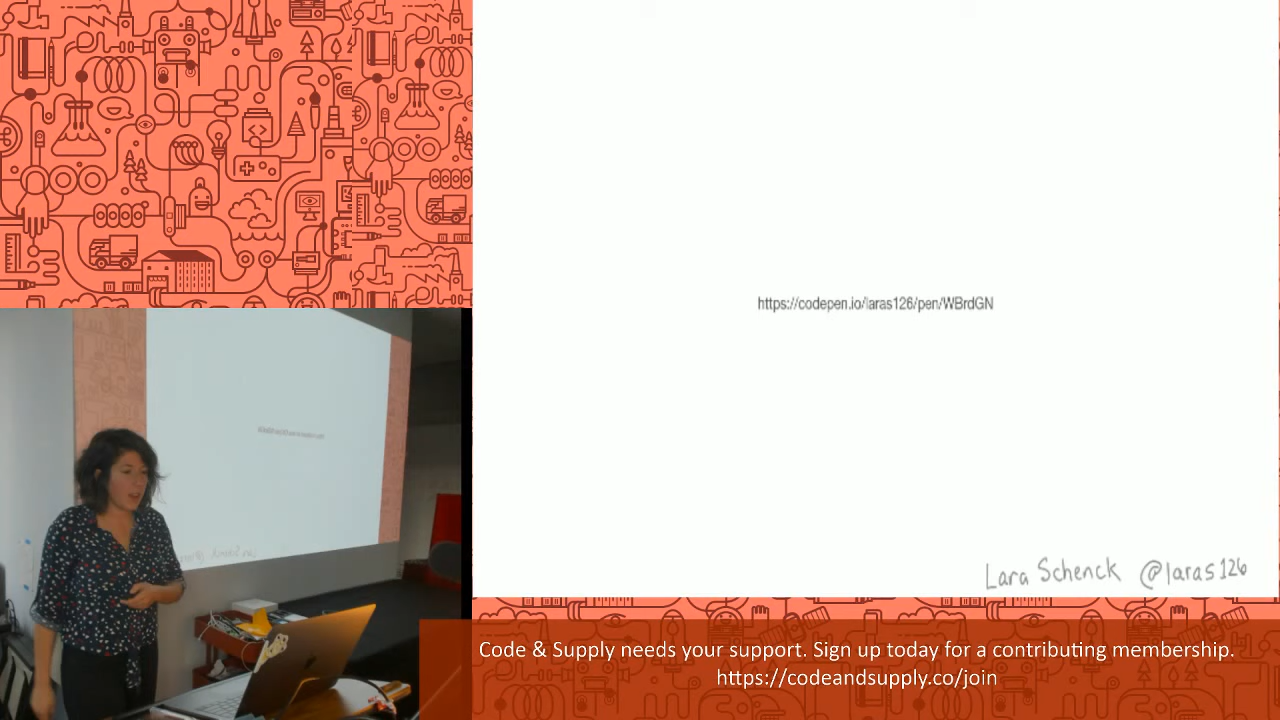 https://codepen.io/laras126/pen/WBrdGN
Lara Schenck @laras126
Code & Supply needs your support. Sign up today for a contributing membership.
https://codeandsupply.co/join